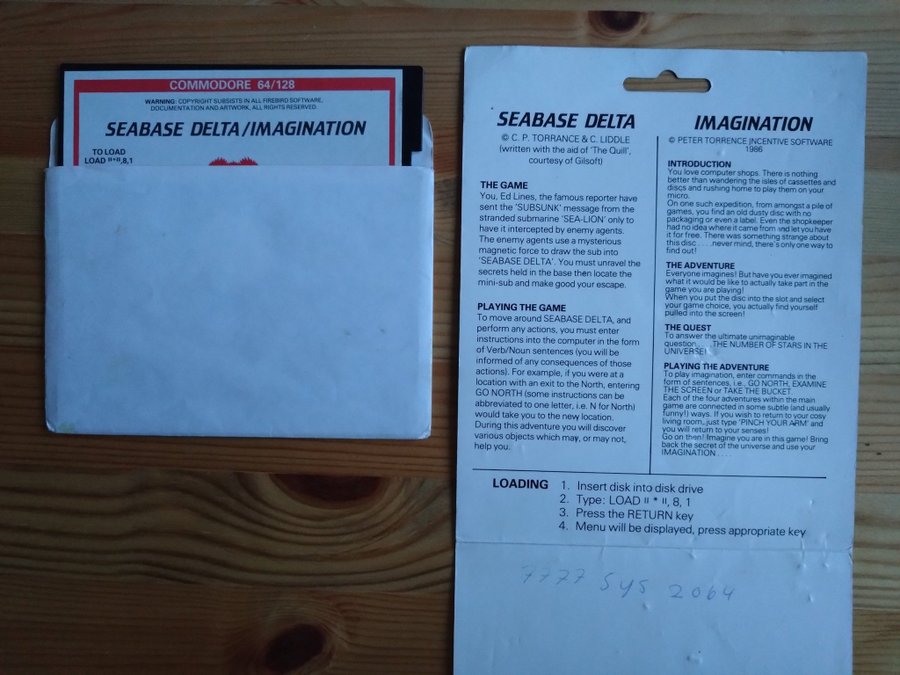 COMMODORE 64/128
WARNING: COPYRIGHT SUBSISTS IN ALL FIREBIRD SOFTWARE,
DOCUMENTATION AND ARTWORK, ALL RIGHTS RESERVED.
SEABASE DELTA/IMAGINATION
TO LOAD
LOAD "*",8,1
SEABASE DELTA
© C. P. TORRANCE & C. LIDDLE
(written with the aid of 'The Quill',
courtesy of Gilsoft)
THE GAME
You, Ed Lines, the famous reporter have
sent the 'SUBSUNK' message from the
stranded submarine 'SEA-LION' only to
have it intercepted by enemy agents.
The enemy agents use a mysterious
magnetic force to draw the sub into
'SEABASE DELTA'. You must unravel the
secrets held in the base then locate the
mini-sub and make good your escape.
PLAYING THE GAME
To move around SEABASE DELTA, and
perform any actions, you must enter
instructions into the computer in the form
of Verb/Noun sentences (you will be
informed of any consequences of those
actions). For example, if you were at a
location with an exit to the North, entering
GO NORTH (some instructions can be
abbreviated to one letter, i.e. N for North)
would take you to the new location.
During this adventure you will discover
various objects which may, or may not,
help you.
IMAGINATION
© PETER TORRENCE INCENTIVE SOFTWARE
1986
INTRODUCTION
You love computer shops. There is nothing
better than wandering the isles of cassettes and
discs and rushing home to play them on your
micro.
On one such expedition, from amongst a pile of
games, you find an old dusty disc with no
packaging or even a label. Even the shopkeeper
had no idea where it came from and let you have
it for free. There was something strange about
this disc . . . . never mind, there's only one way to
find out!
THE ADVENTURE
Everyone imagines! But have you ever imagined
what it would be like to actually take part in the
game you are playing!
When you put the disc into the slot and select
your game choice, you actually find yourself
pulled into the screen!
THE QUEST
To answer the ultimate unimaginable
question. . . . THE NUMBER OF STARS IN THE
UNIVERSE!
PLAYING THE ADVENTURE
To play imagination, enter commands in the
form of sentences, i.e., GO NORTH, EXAMINE
THE SCREEN or TAKE THE BUCKET.
Each of the four adventures within the main
game are connected in some subtle (and usually
funny!) ways. If you wish to return to your cosy
living room, just type 'PINCH YOUR ARM' and
you will return to your senses!
Go on then! Imagine you are in this game! Bring
back the secret of the universe and use your
IMAGINATION . . . .
LOADING 1. Insert disk into disk drive
2. Type: LOAD " * ", 8, 1
3. Press the RETURN key
4. Menu will be displayed, press appropriate key
7777 sys 2064